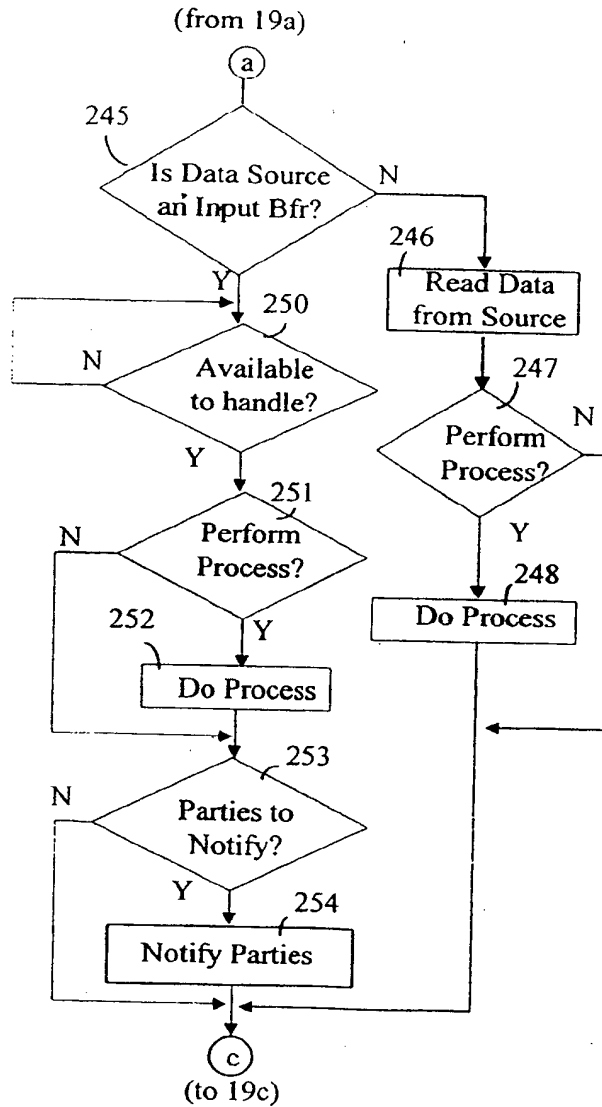 (from 19a)
a
245
Is Data Source
an Input Bfr?
N
Y
246
Read Data
from Source
250
N
Available
to handle?
Y
247
N
Perform
Process?
Y
251
N
Perform
Process?
Y
248
Do Process
252
Do Process
253
N
Parties to
Notify?
Y
254
Notify Parties
c
(to 19c)